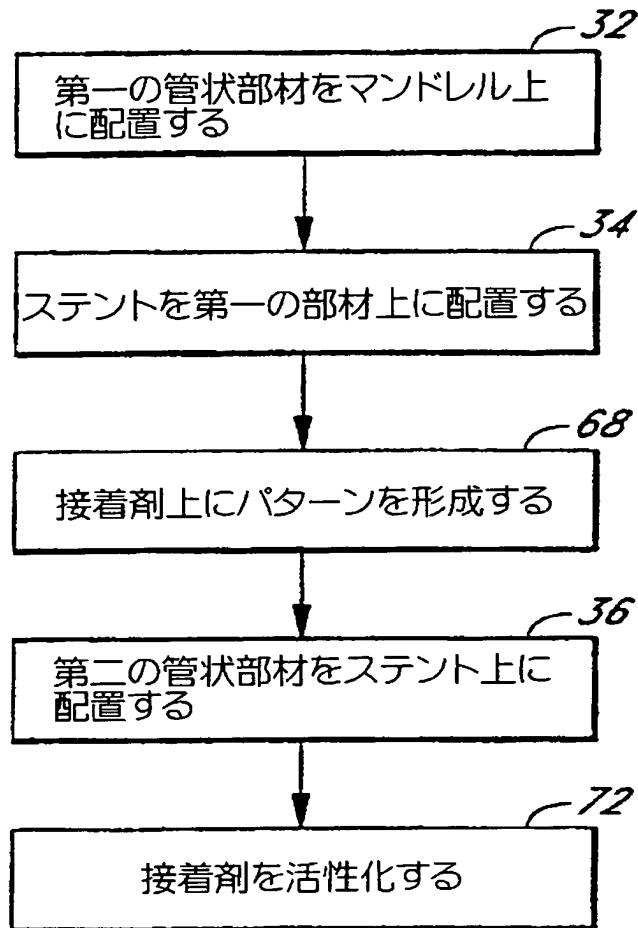 32
第一の管状部材をマンドレル上
に配置する
34
ステントを第一の部材上に配置する
68
接着剤上にパターンを形成する
36
第二の管状部材をステント上に
配置する
72
接着剤を活性化する